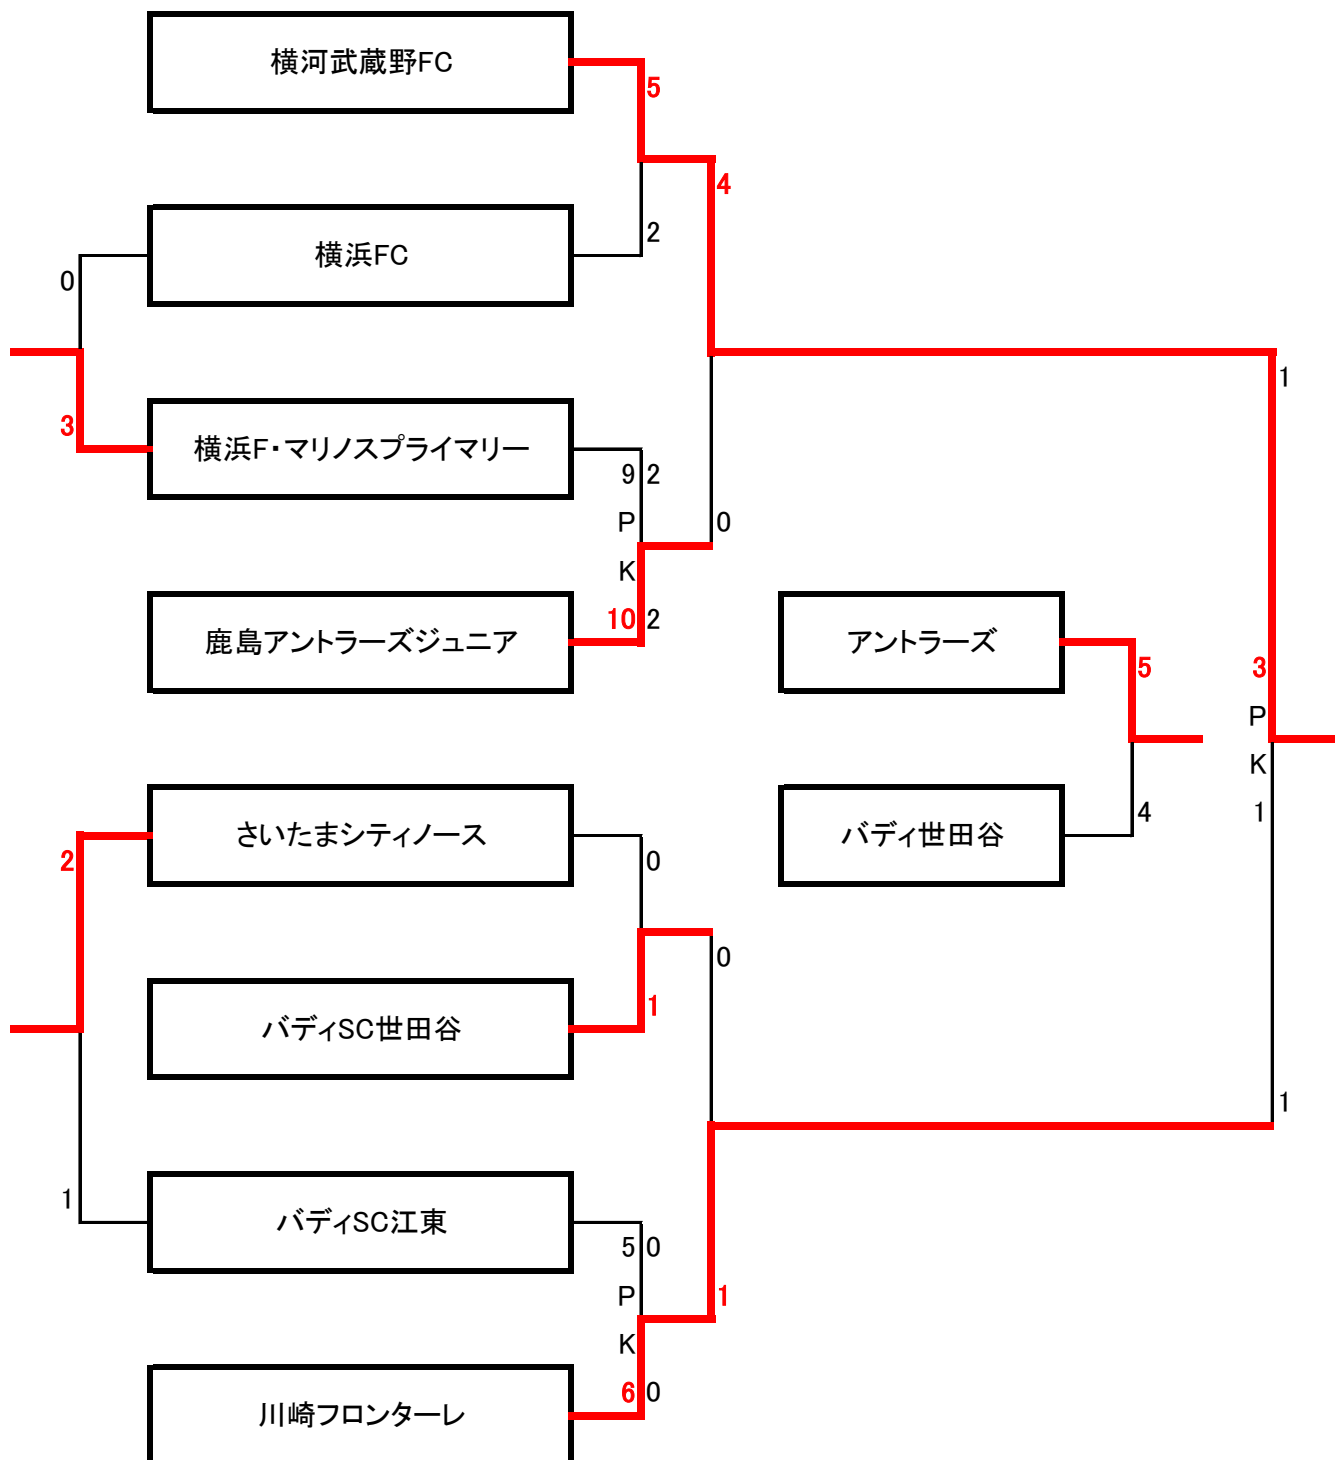 横河武蔵野FC
5
4
横浜FC
2
0
1
3
横浜F・マリノスプライマリー
9 2
P
0
K
鹿島アントラーズジュニア
10 2
アントラーズ
5
3
P
K
さいたまシティノース
2
0
バディ世田谷
4
1
0
バディSC世田谷
1
1
1
バディSC江東
5 0
P
1
K
川崎フロンターレ
6 0